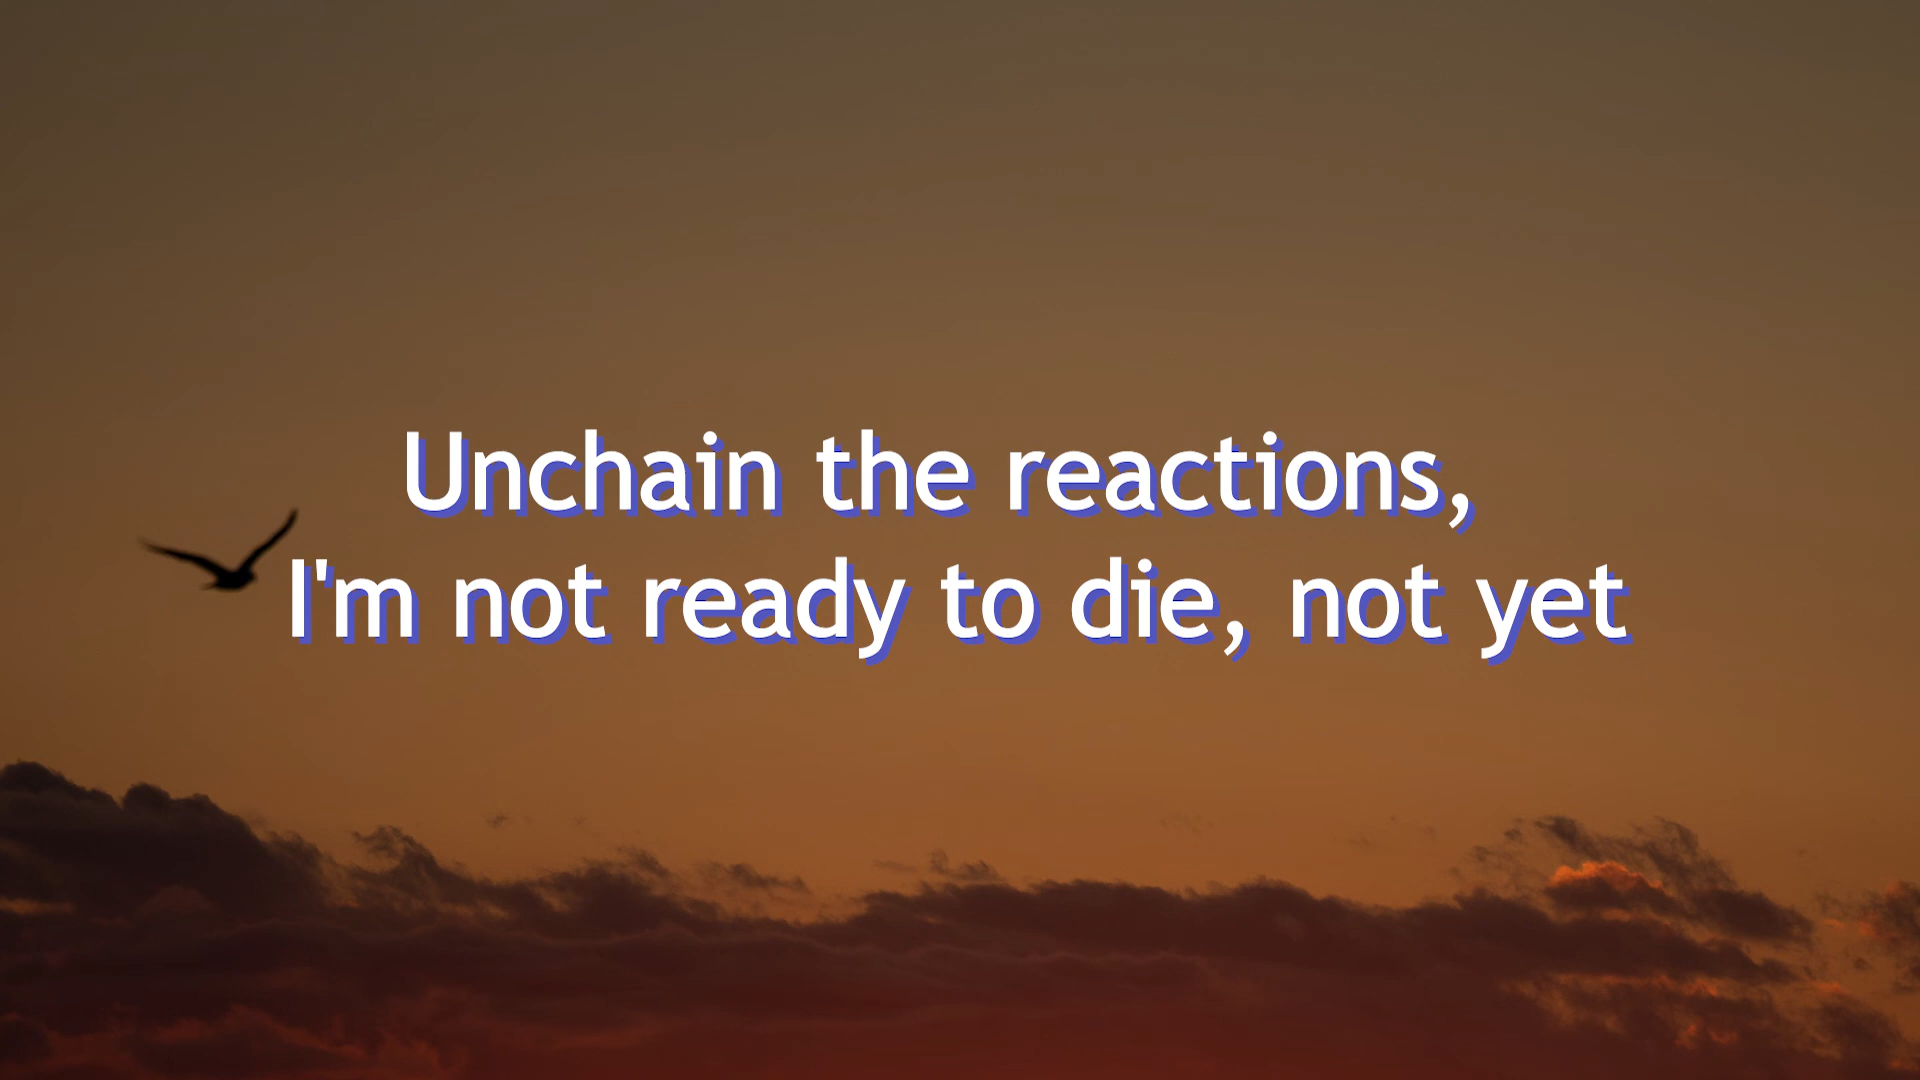 Unchain the reactions,
I'm not ready to die, not yet